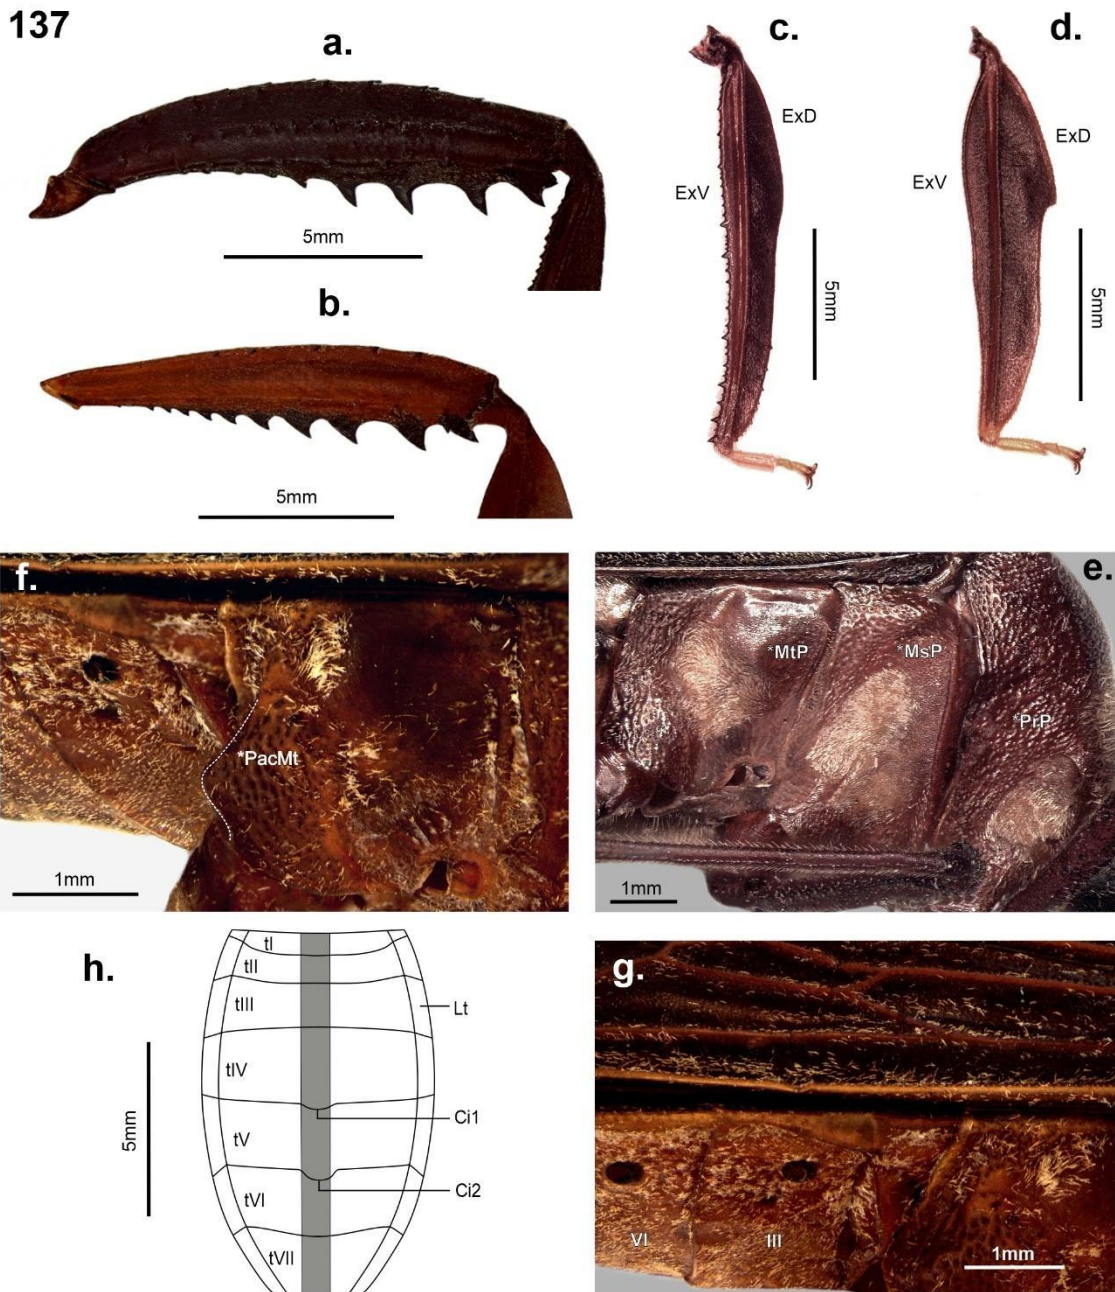 137
a.
5mm
b.
5mm
c.
ExD
ExV
5mm
d.
ExD
ExV
5mm
f.
*PacMt
1mm
e.
*MtP
*MsP
*PrP
1mm
h.
tI
tII
tIII
Lt
tIV
Ci1
tV
Ci2
tVI
tVII
5mm
g.
VI
III
1mm